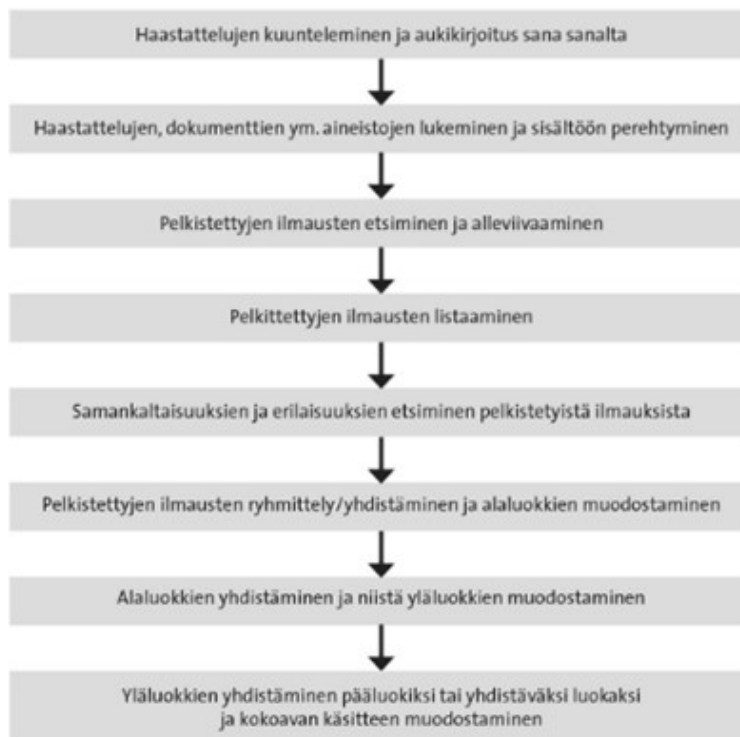 Haastattelujen kuunteleminen ja aukikirjoitus sana sanalta
Haastattelujen, dokumenttien ym. aineistojen lukeminen ja sisältöön perehtyminen
Pelkistettyjen ilmausten etsiminen ja alleviivaaminen
Pelkittettyjen ilmausten listaaminen
Samankaltaisuuksien ja erilaisuuksien etsiminen pelkistetyistä ilmauksista
Pelkistettyjen ilmausten ryhmittely/yhdistäminen ja alaluokkien muodostaminen
Alaluokkien yhdistäminen ja niistä yläluokkien muodostaminen
Yläluokkien yhdistäminen pääluokiksi tai yhdistäväksi luokaksi
ja kokoavan käsitteen muodostaminen